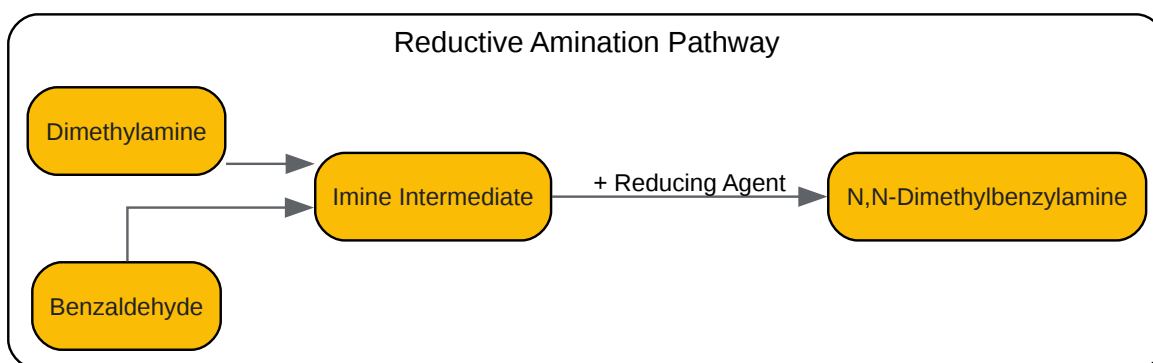 Reductive Amination Pathway
Dimethylamine
Benzaldehyde
Imine Intermediate
+ Reducing Agent
N,N-Dimethylbenzylamine